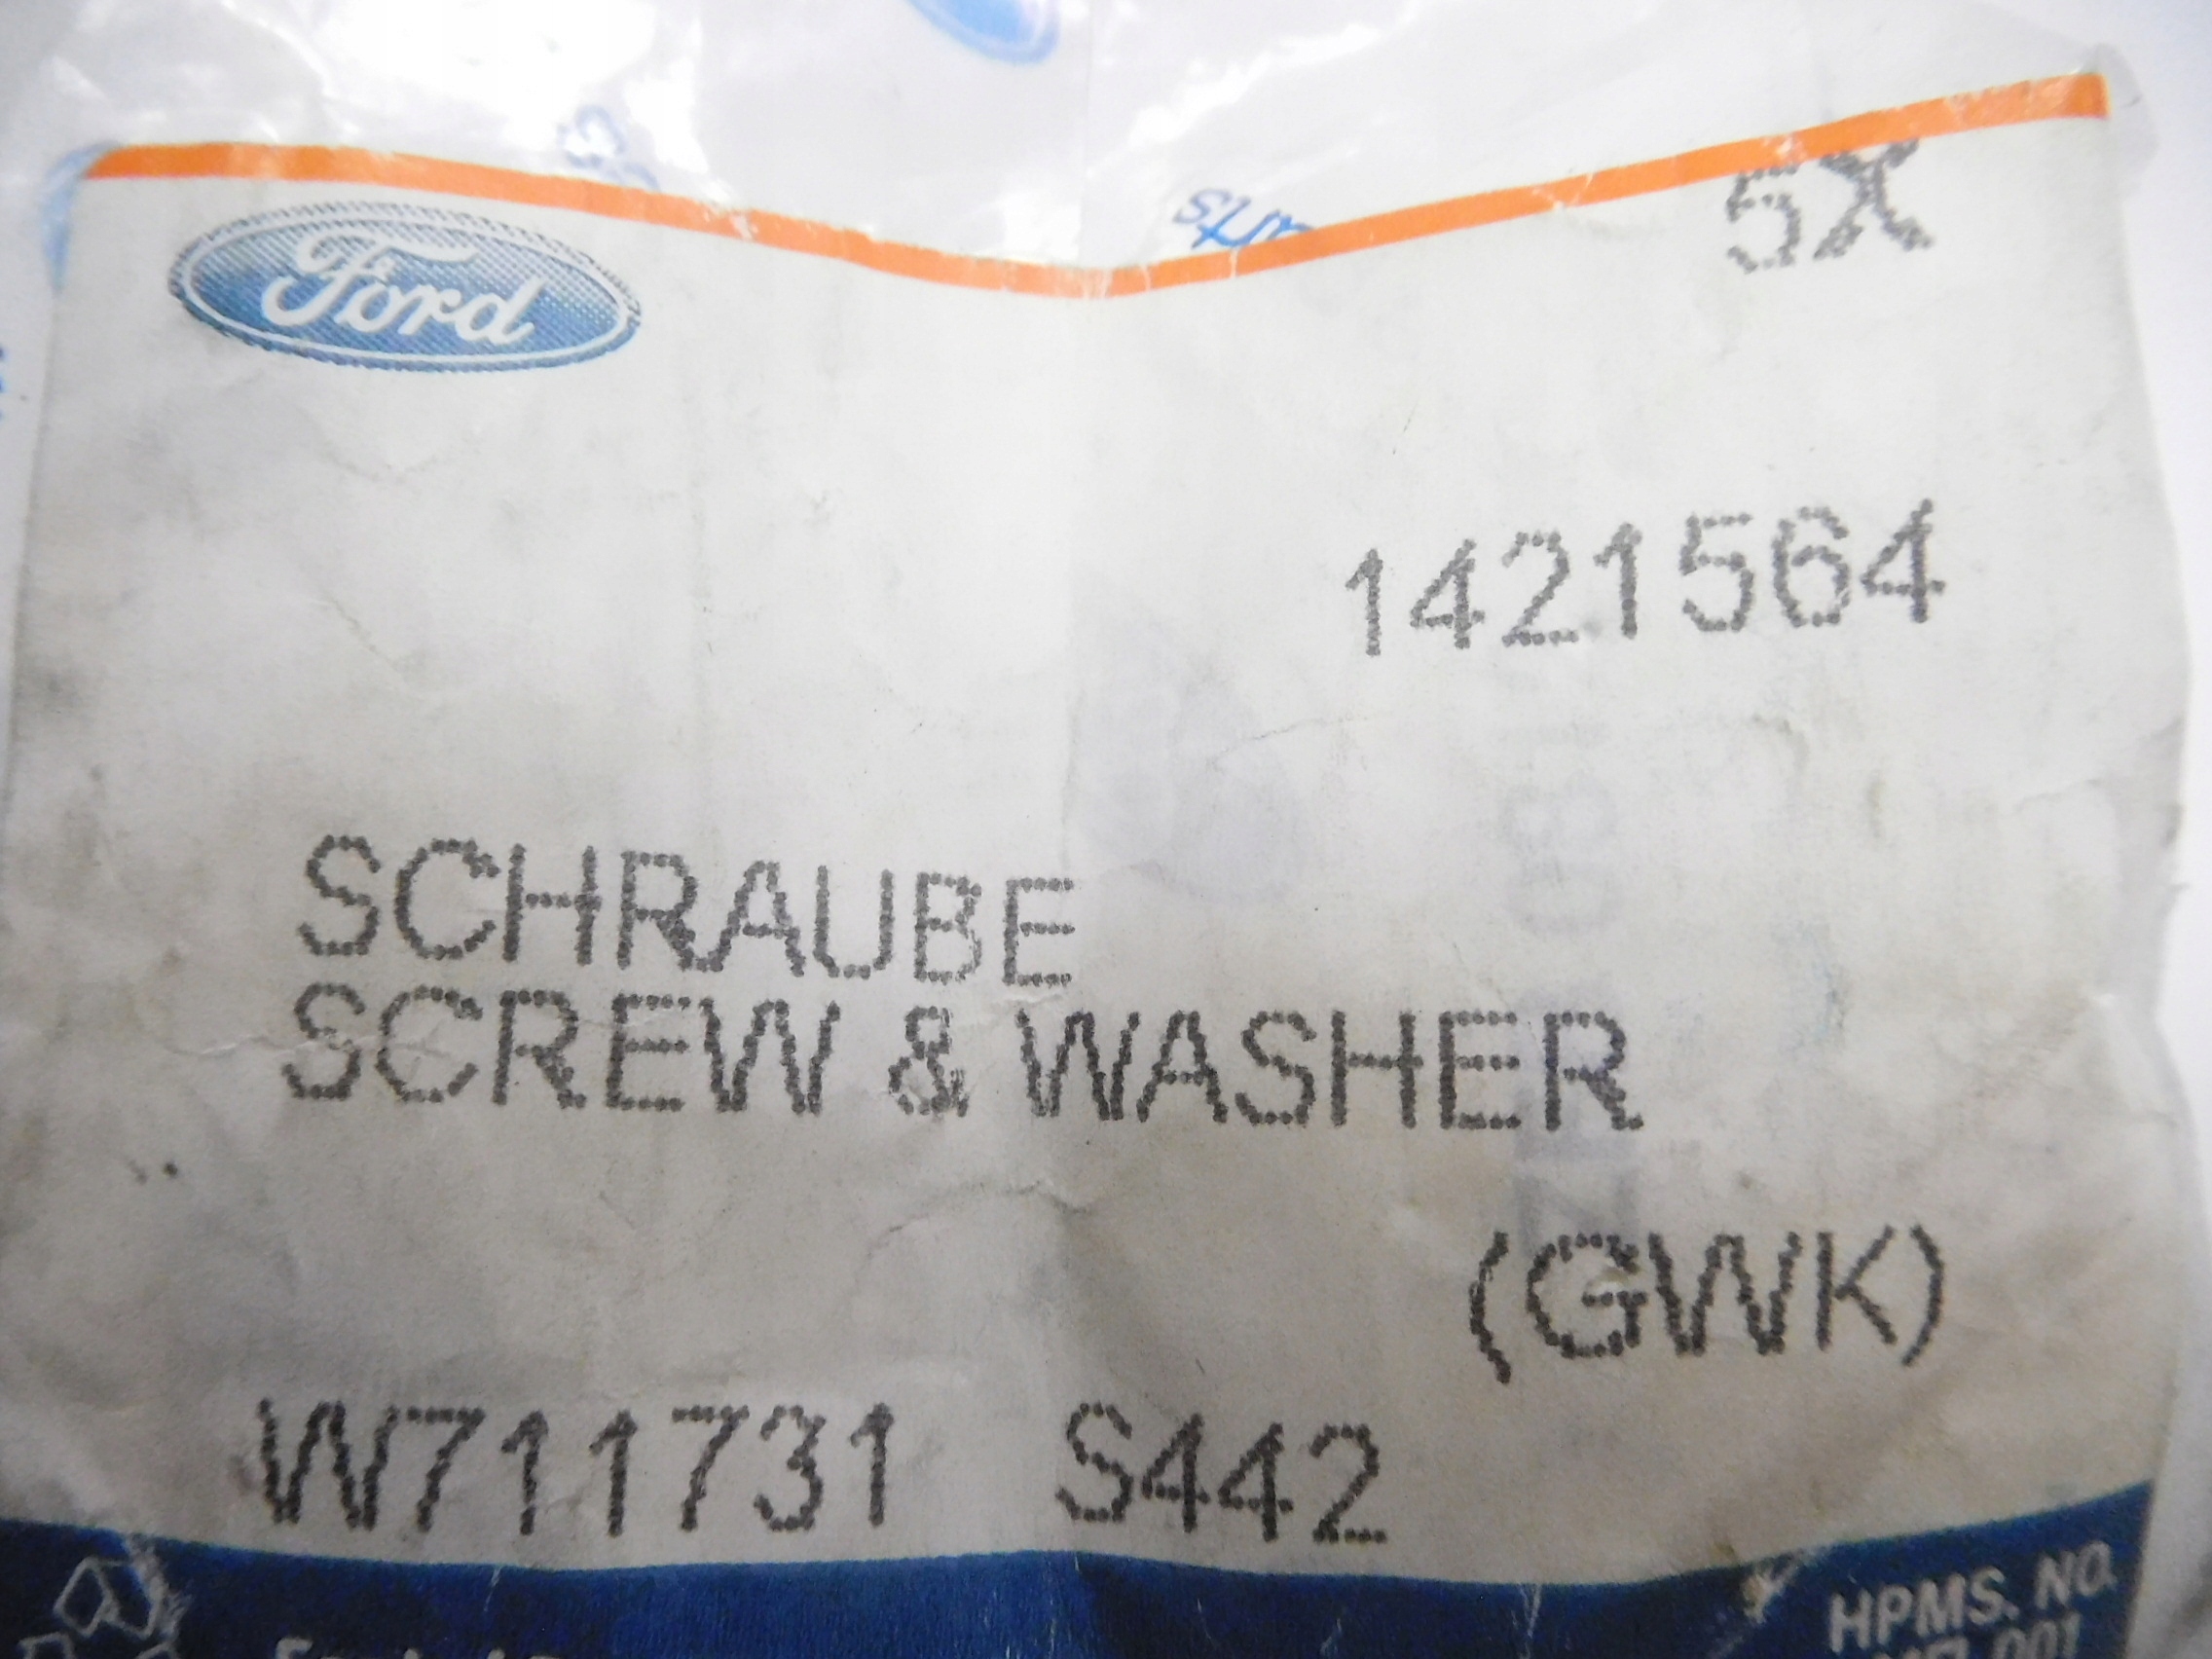 Ford
5X
1421564
SCHRAUBE
SCREW & WASHER
(GWK)
W711731 S442
HPMS. NO.